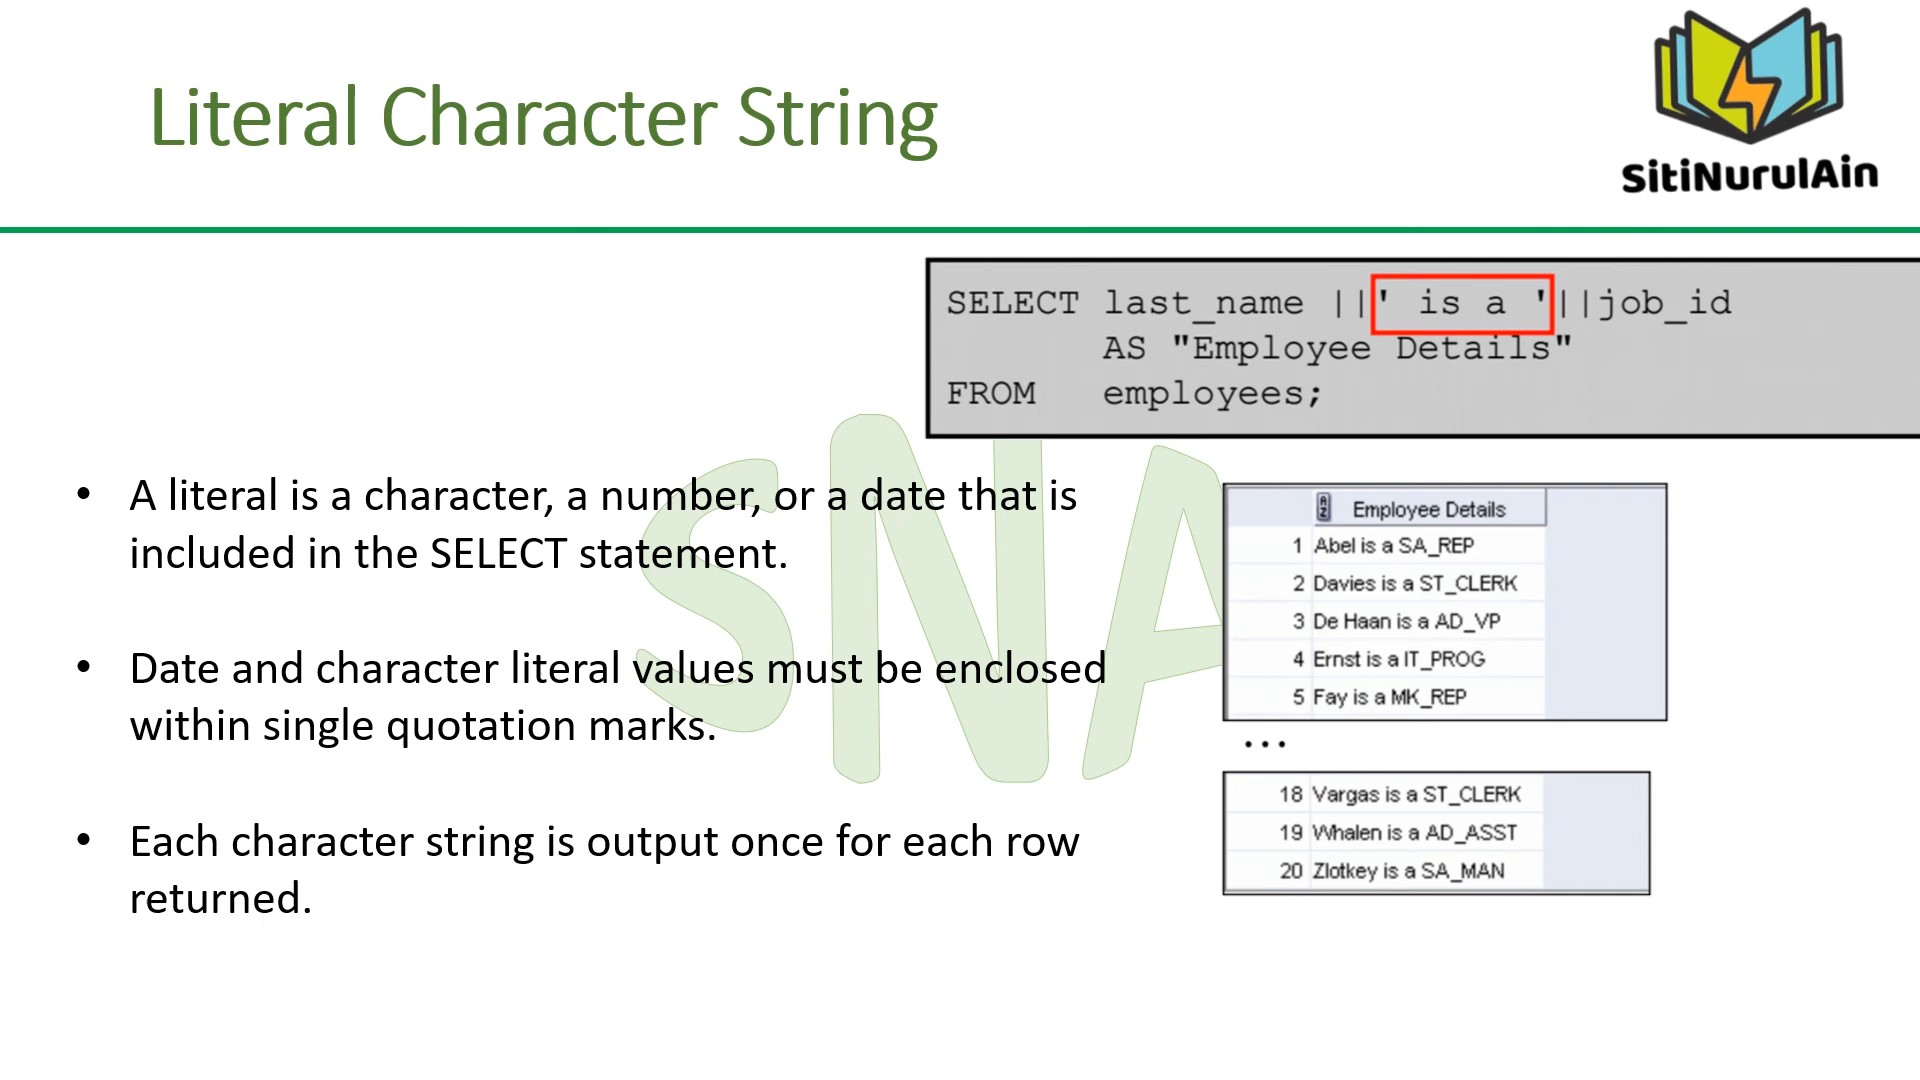 Literal Character String
SitiNurulAin
SELECT last_name ||' is a '||job_id
AS "Employee Details"
FROM employees;
SNA
• A literal is a character, a number, or a date that is
included in the SELECT statement.
• Date and character literal values must be enclosed
within single quotation marks.
• Each character string is output once for each row
returned.
Employee Details
1 Abel is a SA_REP
2 Davies is a ST_CLERK
3 De Haan is a AD_VP
4 Ernst is a IT_PROG
5 Fay is a MK_REP
...
18 Vargas is a ST_CLERK
19 Whalen is a AD_ASST
20 Zlotkey is a SA_MAN